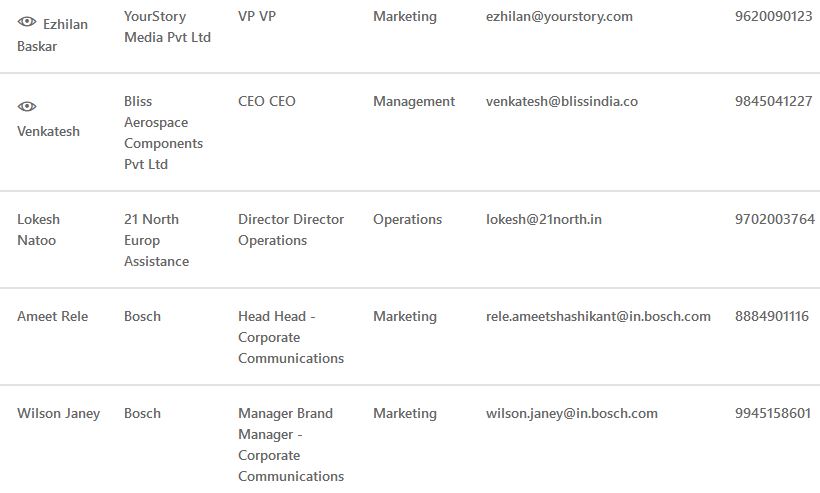 Ezhilan Baskar YourStory Media Pvt Ltd VP VP Marketing ezhilan@yourstory.com 9620090123
Venkatesh Bliss Aerospace Components Pvt Ltd CEO CEO Management venkatesh@blissindia.co 9845041227
Lokesh Natoo 21 North Europ Assistance Director Director Operations Operations lokesh@21north.in 9702003764
Ameet Rele Bosch Head Head - Corporate Communications Marketing rele.ameetshashikant@in.bosch.com 8884901116
Wilson Janey Bosch Manager Brand Manager - Corporate Communications Marketing wilson.janey@in.bosch.com 9945158601